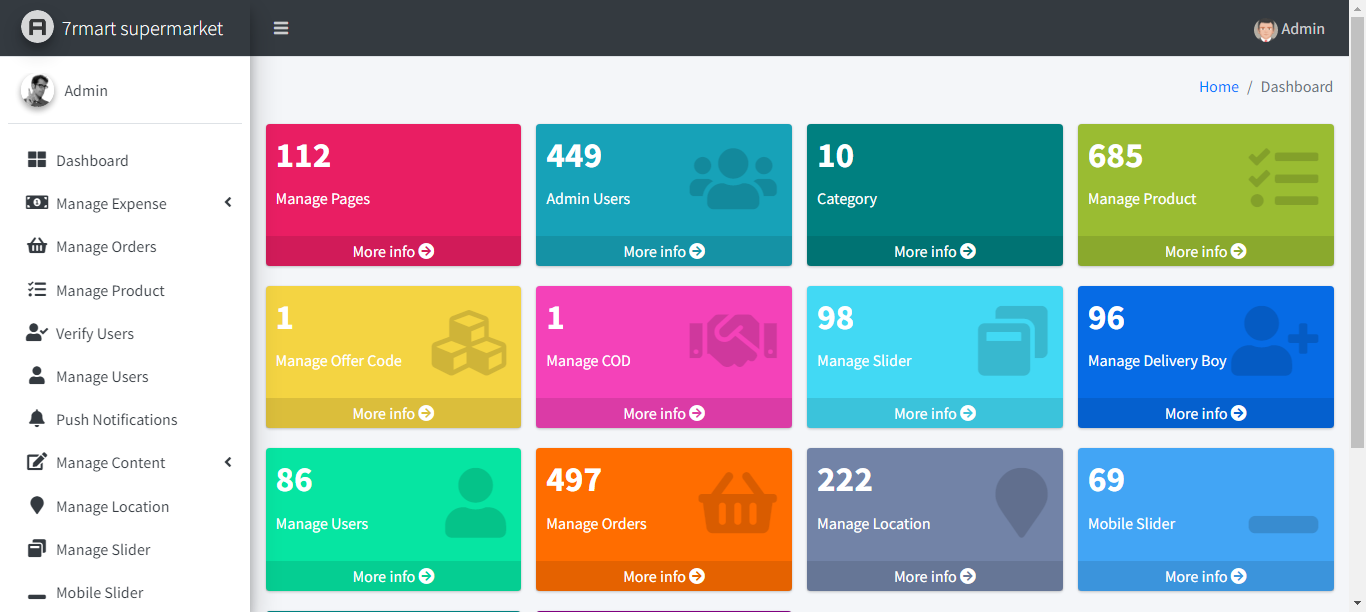 7rmart supermarket
Admin
Admin
Home / Dashboard
Dashboard
Manage Expense
Manage Orders
Manage Product
Verify Users
Manage Users
Push Notifications
Manage Content
Manage Location
Manage Slider
Mobile Slider
112
Manage Pages
More info
449
Admin Users
More info
10
Category
More info
685
Manage Product
More info
1
Manage Offer Code
More info
1
Manage COD
More info
98
Manage Slider
More info
96
Manage Delivery Boy
More info
86
Manage Users
More info
497
Manage Orders
More info
222
Manage Location
More info
69
Mobile Slider
More info